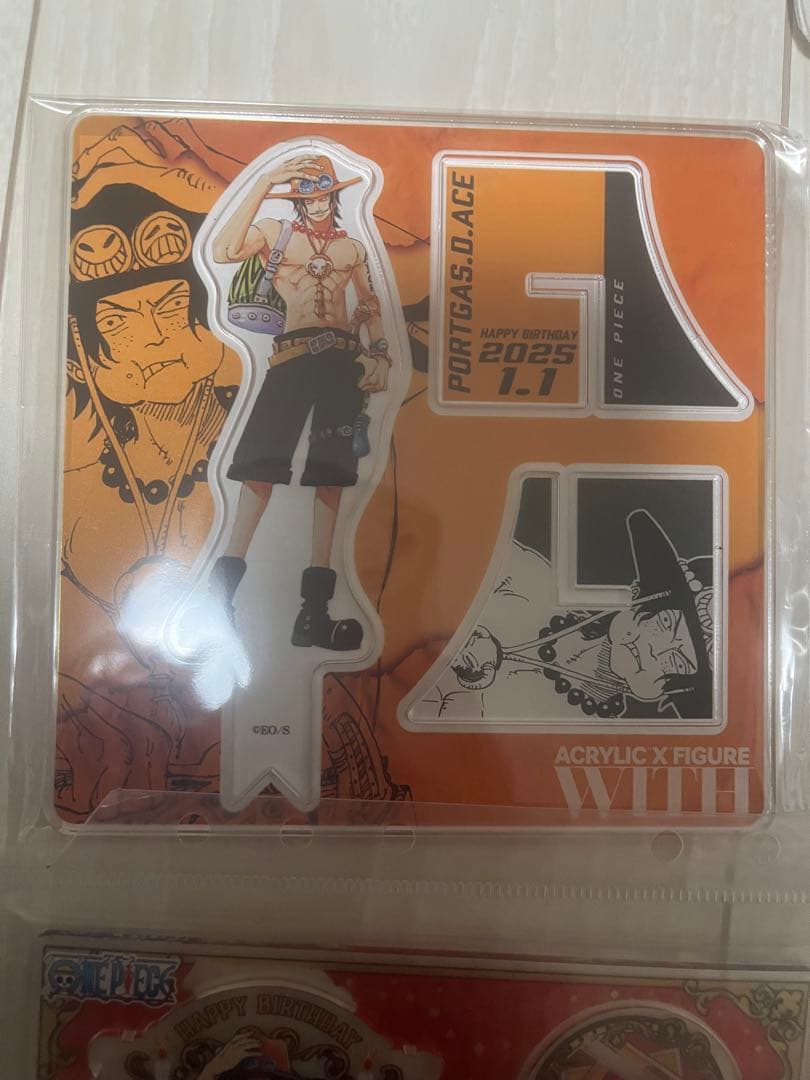 PORTGAS.D.ACE
HAPPY BIRTHDAY
2025
1.1
ONE PIECE
©EO/S
ACRYLIC X FIGURE
WITH
ONE PIECE
HAPPY BIRTHDAY